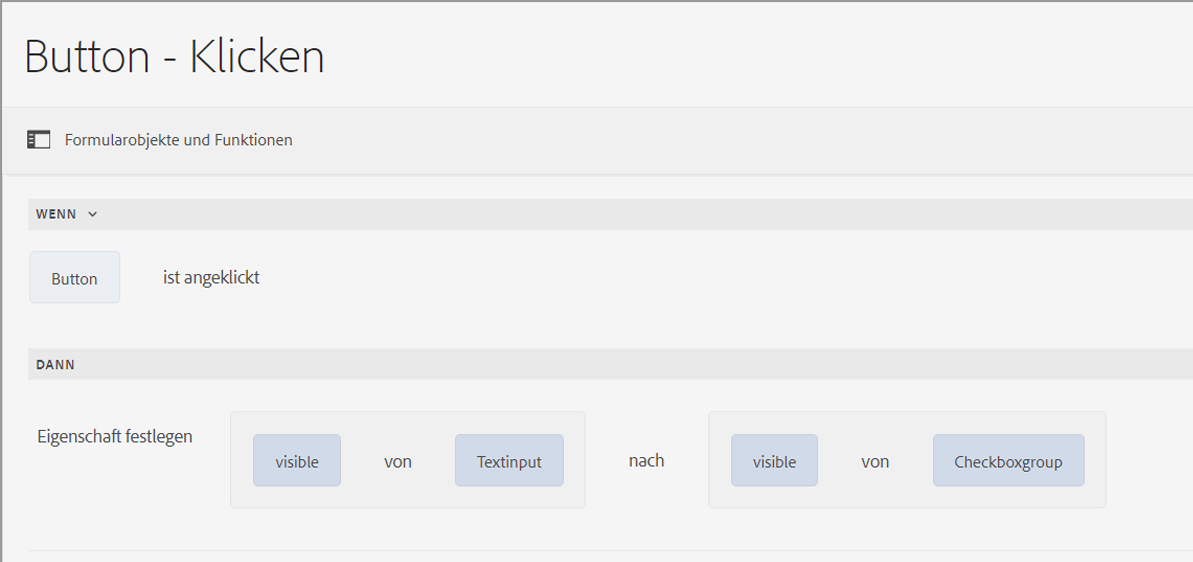 Button - Klicken
Formularobjekte und Funktionen
WENN
Button ist angeklickt
DANN
Eigenschaft festlegen visible von Textinput nach visible von Checkboxgroup